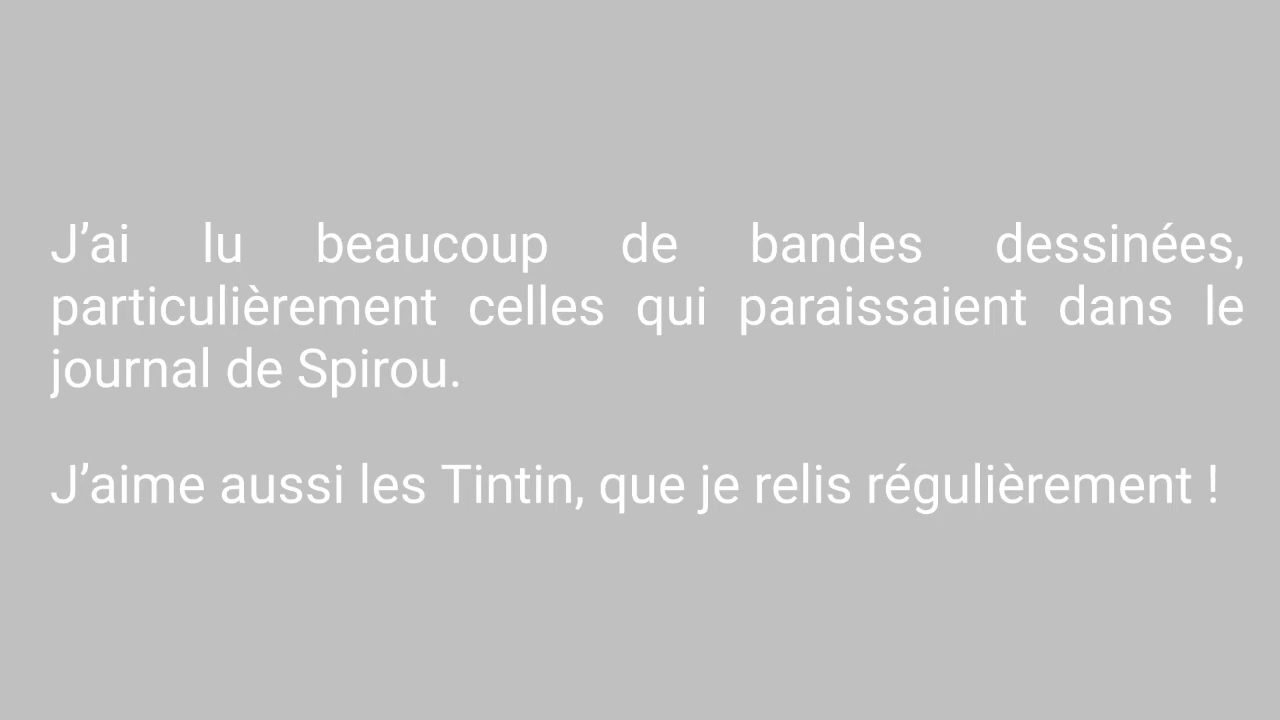 J’ai lu beaucoup de bandes dessinées,
particulièrement celles qui paraissaient dans le
journal de Spirou.
J’aime aussi les Tintin, que je relis régulièrement !